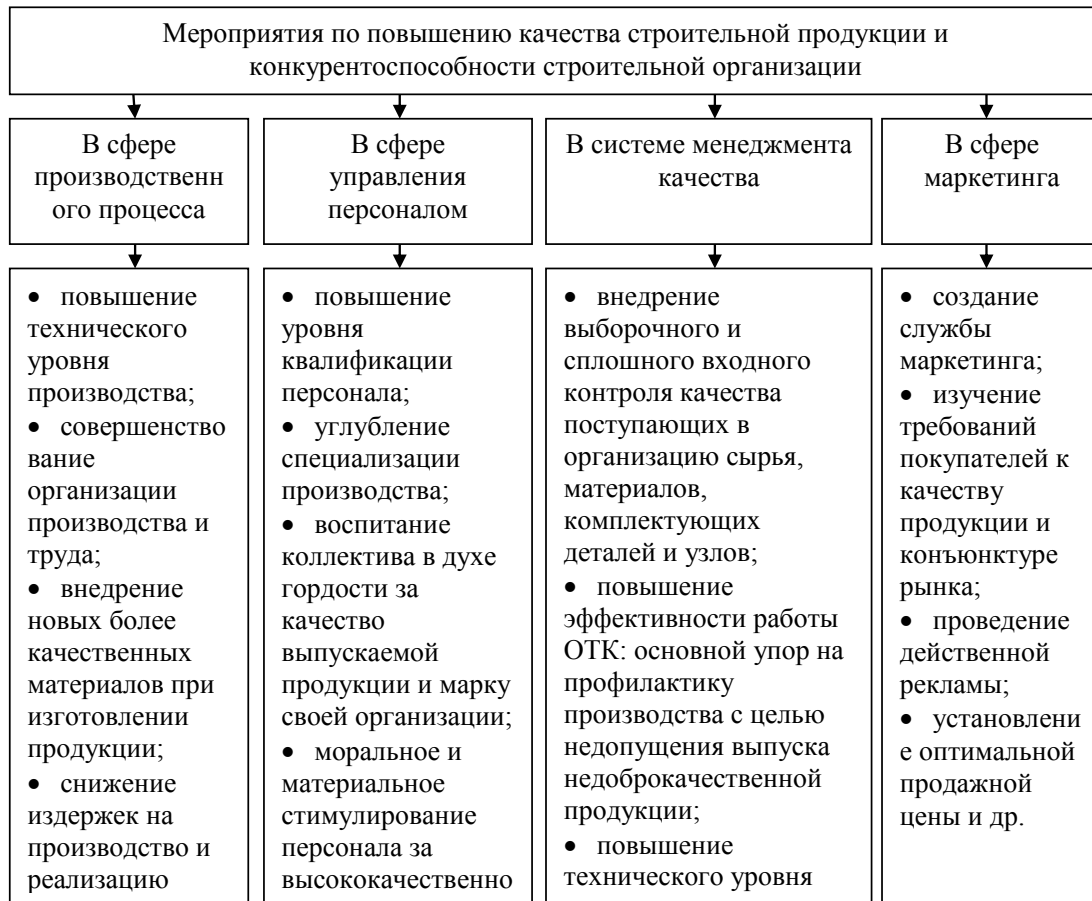 Мероприятия по повышению качества строительной продукции и
конкурентоспособности строительной организации
В сфере
производственн
ого процесса
В сфере
управления
персоналом
В системе менеджмента
качества
В сфере
маркетинга
• повышение
технического
уровня
производства;
• совершенство
вание
организации
производства и
труда;
• внедрение
новых более
качественных
материалов при
изготовлении
продукции;
• снижение
издержек на
производство и
реализацию
• повышение
уровня
квалификации
персонала;
• углубление
специализации
производства;
• воспитание
коллектива в духе
гордости за
качество
выпускаемой
продукции и марку
своей организации;
• моральное и
материальное
стимулирование
персонала за
высококачественно
• внедрение
выборочного и
сплошного входного
контроля качества
поступающих в
организацию сырья,
материалов,
комплектующих
деталей и узлов;
• повышение
эффективности работы
ОТК: основной упор на
профилактику
производства с целью
недопущения выпуска
недоброкачественной
продукции;
• повышение
технического уровня
• создание
службы
маркетинга;
• изучение
требований
покупателей к
качеству
продукции и
конъюнктуре
рынка;
• проведение
действенной
рекламы;
• установлени
е оптимальной
продажной
цены и др.